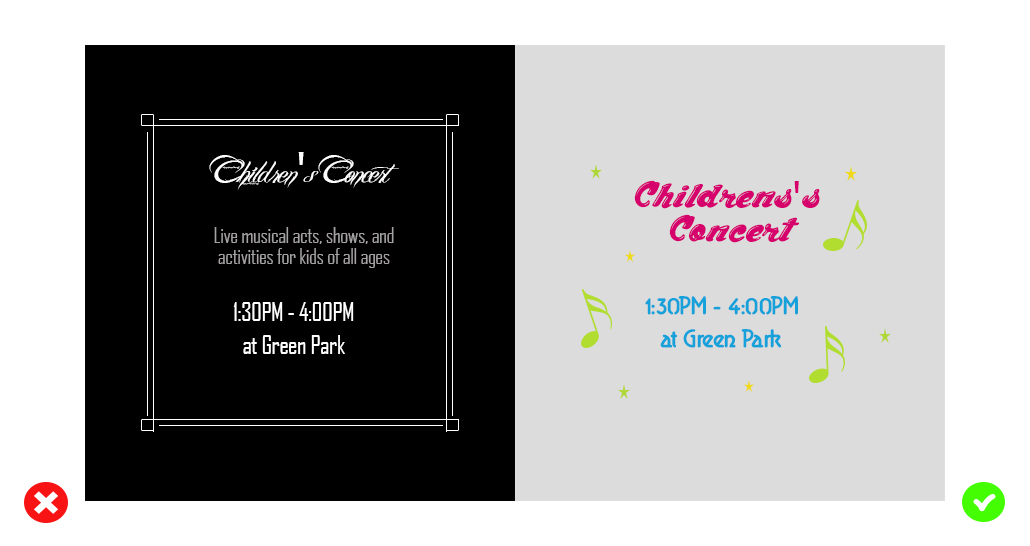 Children's Concert
Live musical acts, shows, and
activities for kids of all ages
1:30PM - 4:00PM
at Green Park
Childrens's
Concert
1:30PM - 4:00PM
at Green Park